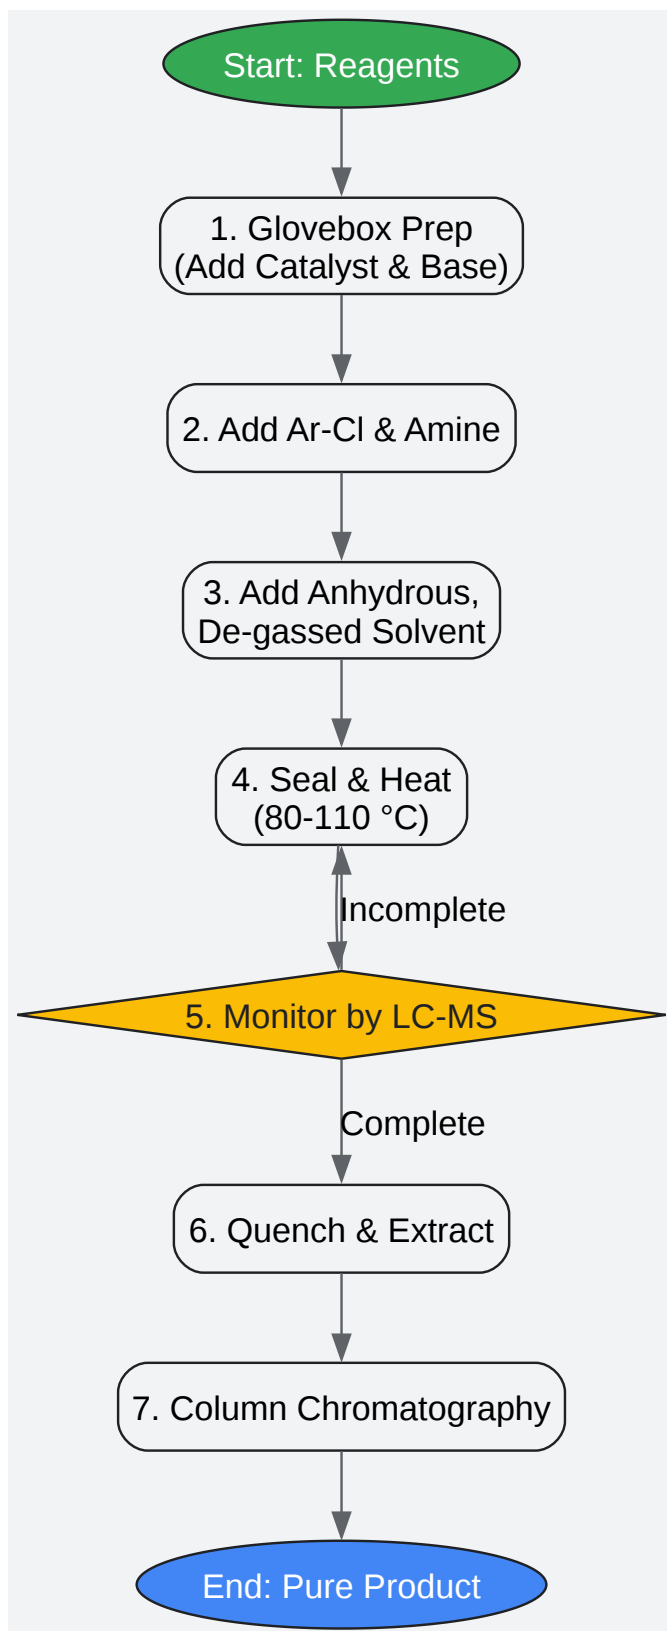 Start: Reagents
1. Glovebox Prep
(Add Catalyst & Base)
2. Add Ar-Cl & Amine
3. Add Anhydrous,
De-gassed Solvent
4. Seal & Heat
(80-110 °C)
Incomplete
5. Monitor by LC-MS
Complete
6. Quench & Extract
7. Column Chromatography
End: Pure Product